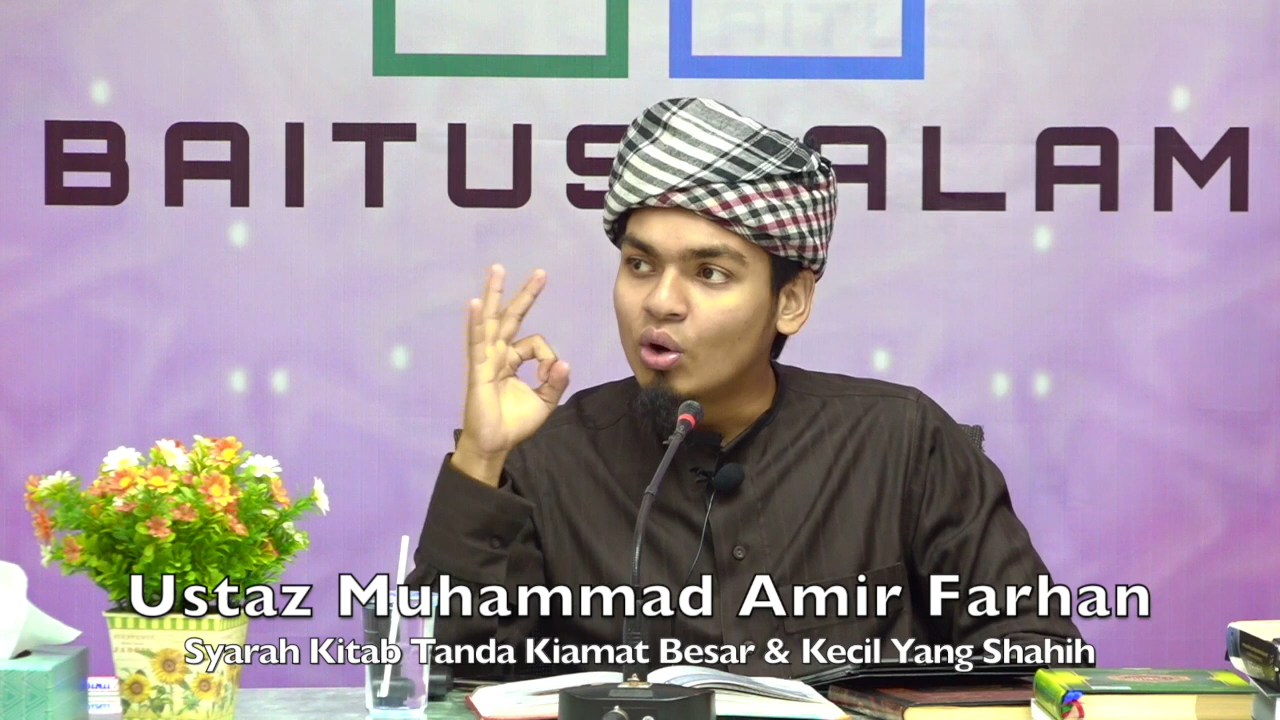 BAITUS ALAM
Ustaz Muhammad Amir Farhan
Syarah Kitab Tanda Kiamat Besar & Kecil Yang Shahih